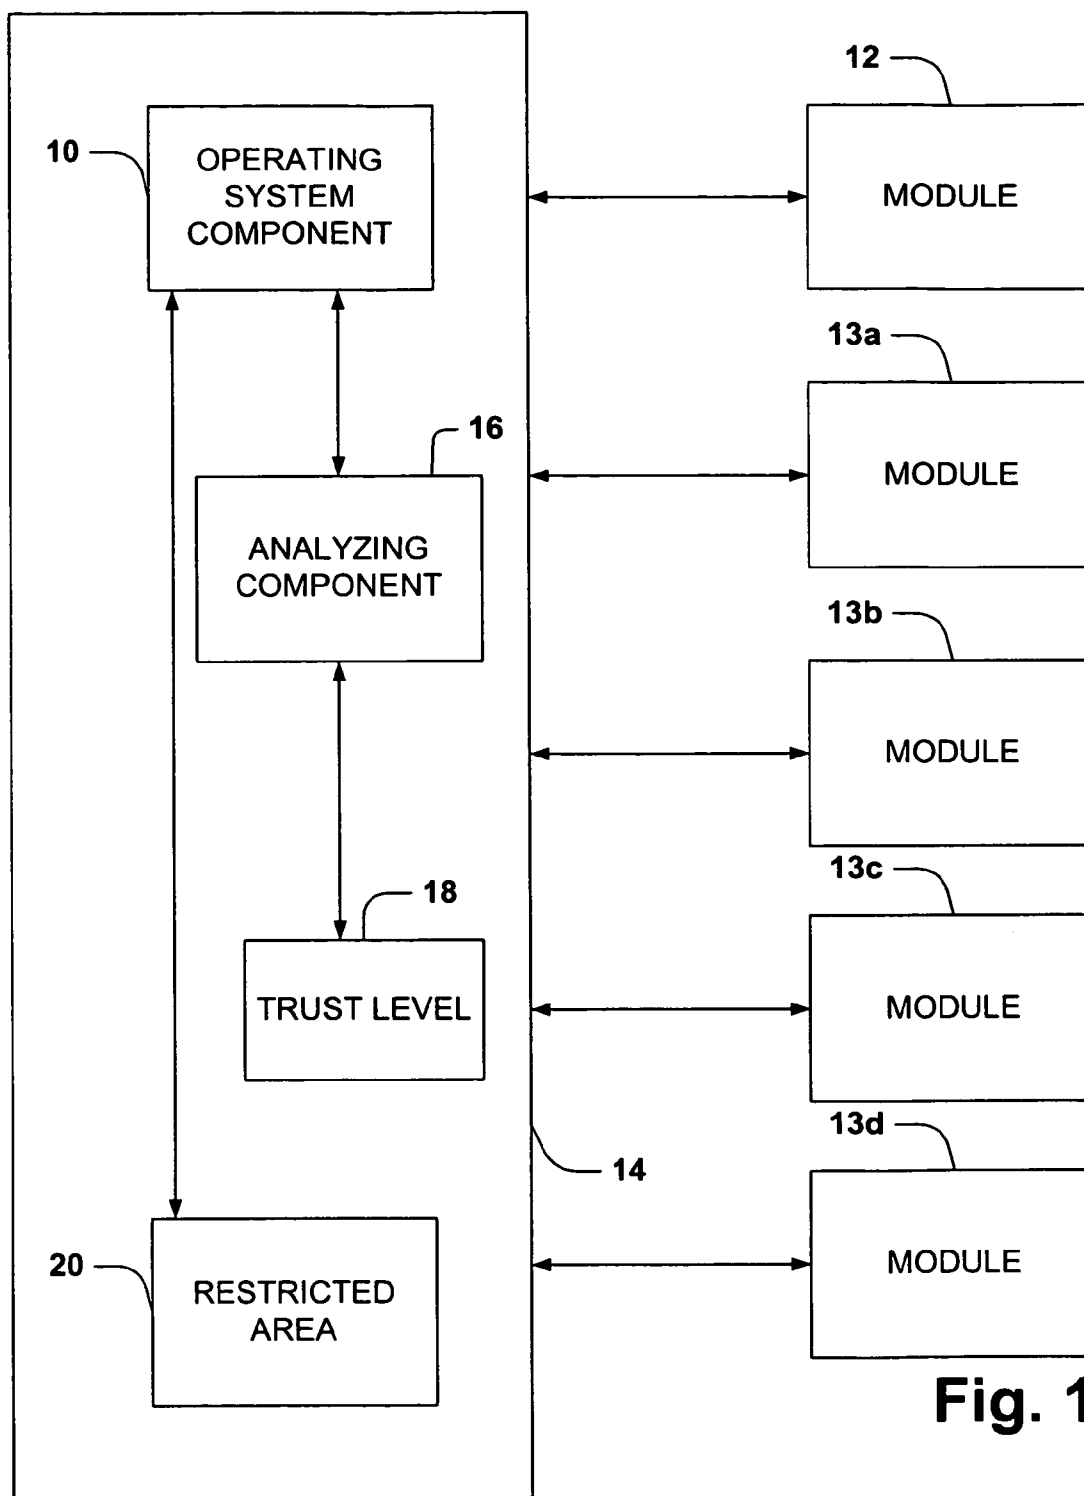 12
10
OPERATING
SYSTEM
COMPONENT
MODULE
13a
16
MODULE
ANALYZING
COMPONENT
13b
MODULE
13c
18
TRUST LEVEL
MODULE
13d
14
20
RESTRICTED
AREA
MODULE
Fig. 1